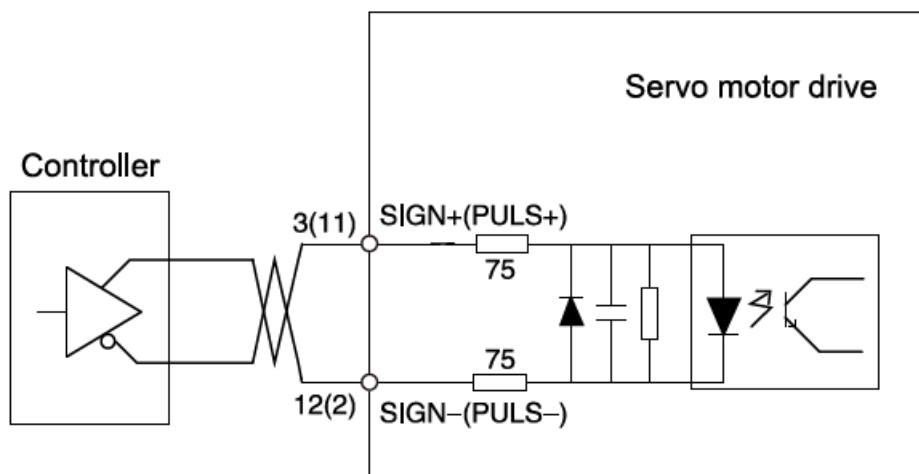 Servo motor drive
Controller
3(11)
SIGN+(PULS+)
75
75
12(2)
SIGN–(PULS–)